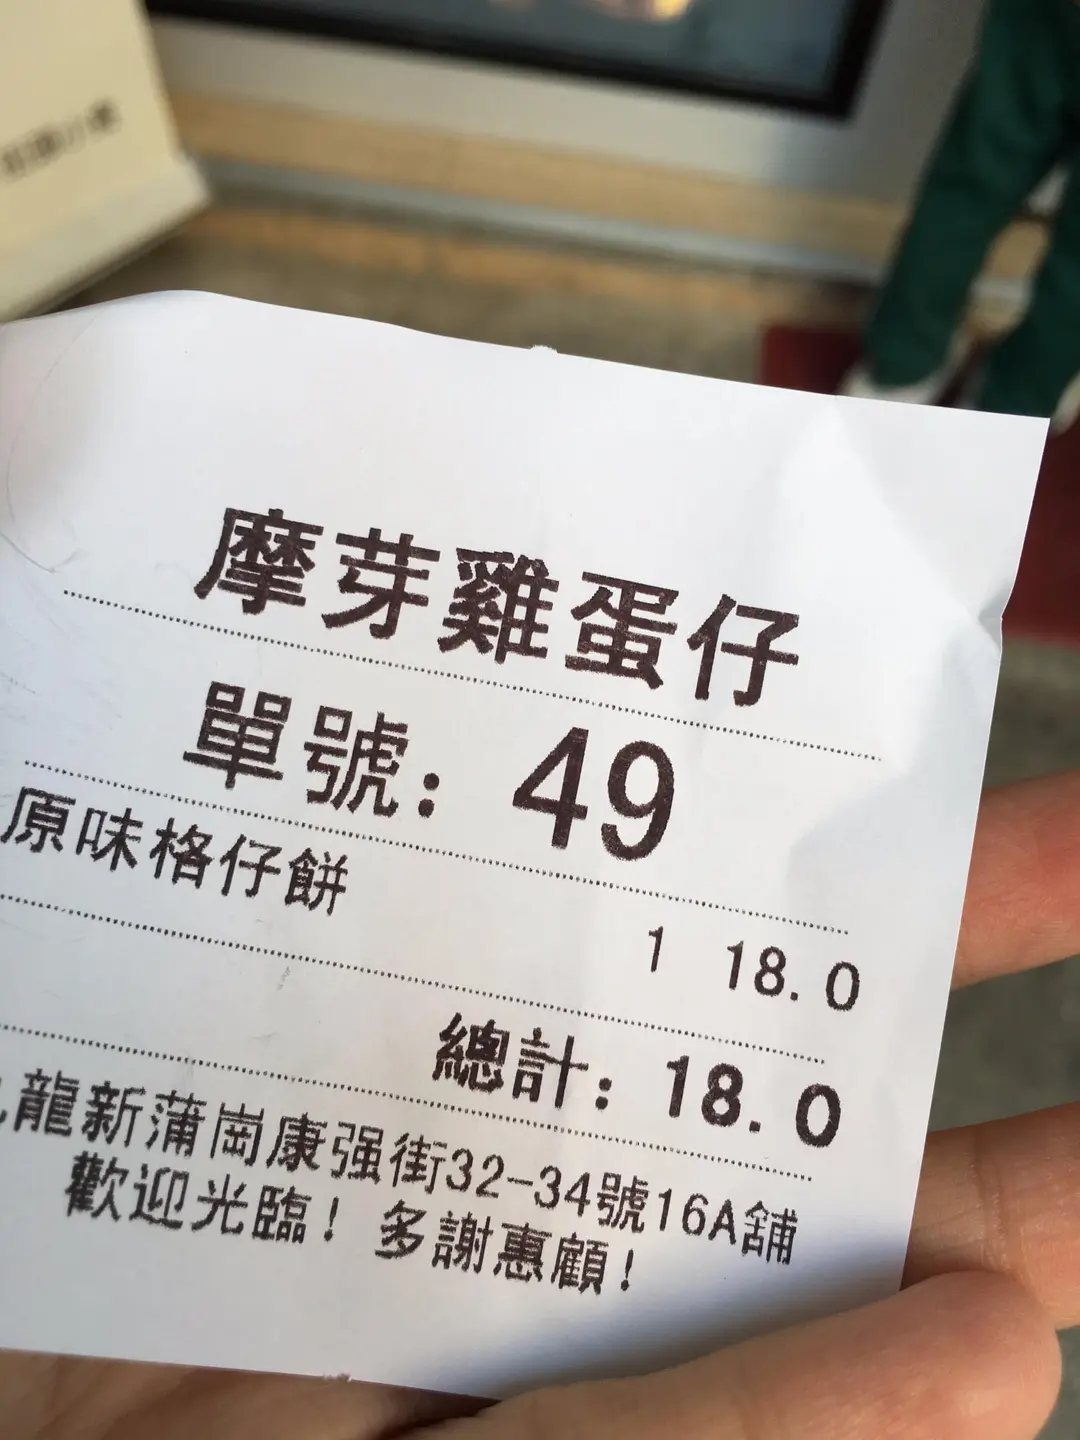 摩芽雞蛋仔
單號: 49
原味格仔餅
1 18.0
總計: 18.0
龍新蒲崗康强街32-34號16A舖
歡迎光臨! 多謝惠顧!